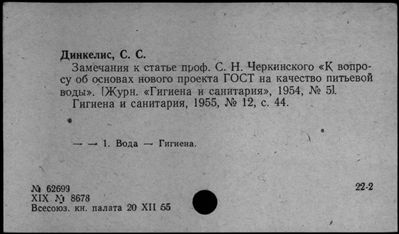 Динкелис, С. С.
Замечания к статье проф. С. Н. Черкинского «К вопро-
су об основах нового проекта ГОСТ на качество питьевой
воды». [Журн. «Гигиена и санитария», 1954, № 5].
Гигиена и санитария, 1955, № 12, с. 44.
— — 1. Вода — Гигиена.
№ 62699
22-2
XIX № 8678
Всесоюз. кн. палата 20 XII 55